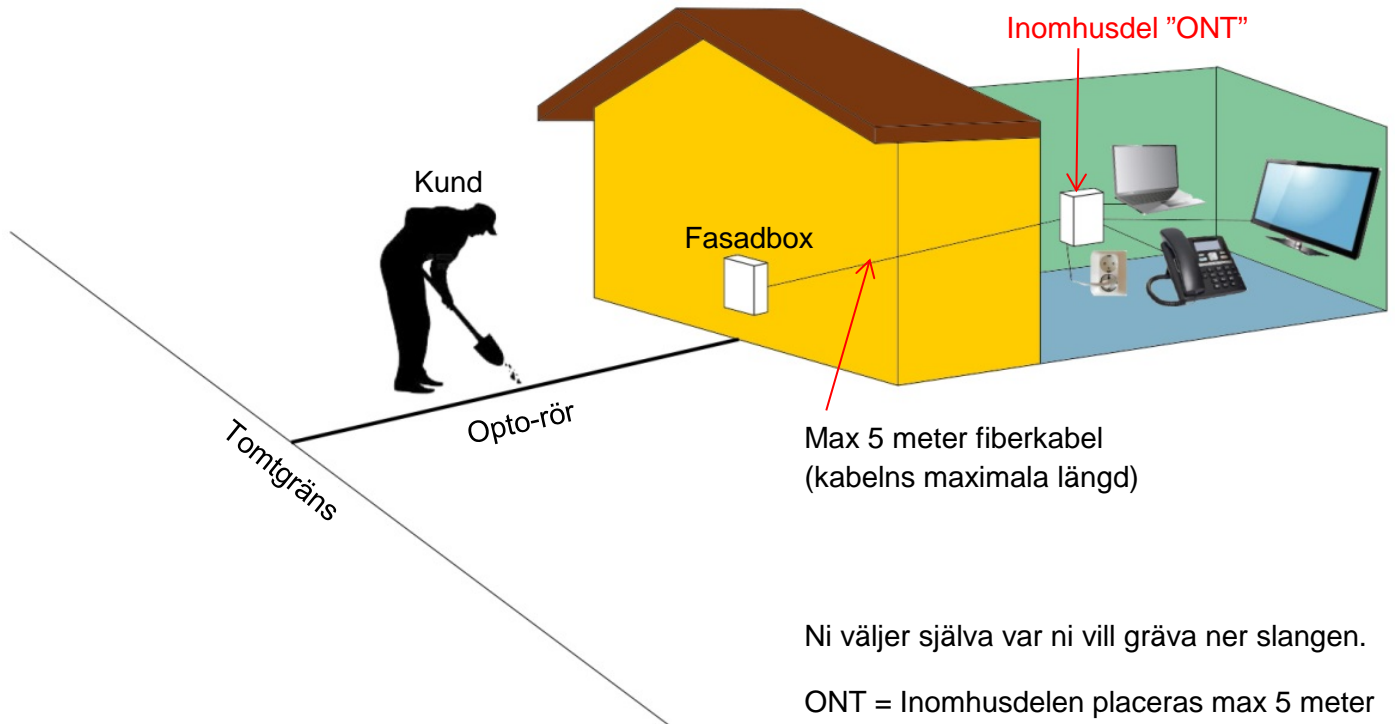 Inomhusdel ”ONT”
Kund
Fasadbox
Opto-rör
Tomtgräns
Max 5 meter fiberkabel
(kabelns maximala längd)
Ni väljer själva var ni vill gräva ner slangen.
ONT = Inomhusdelen placeras max 5 meter